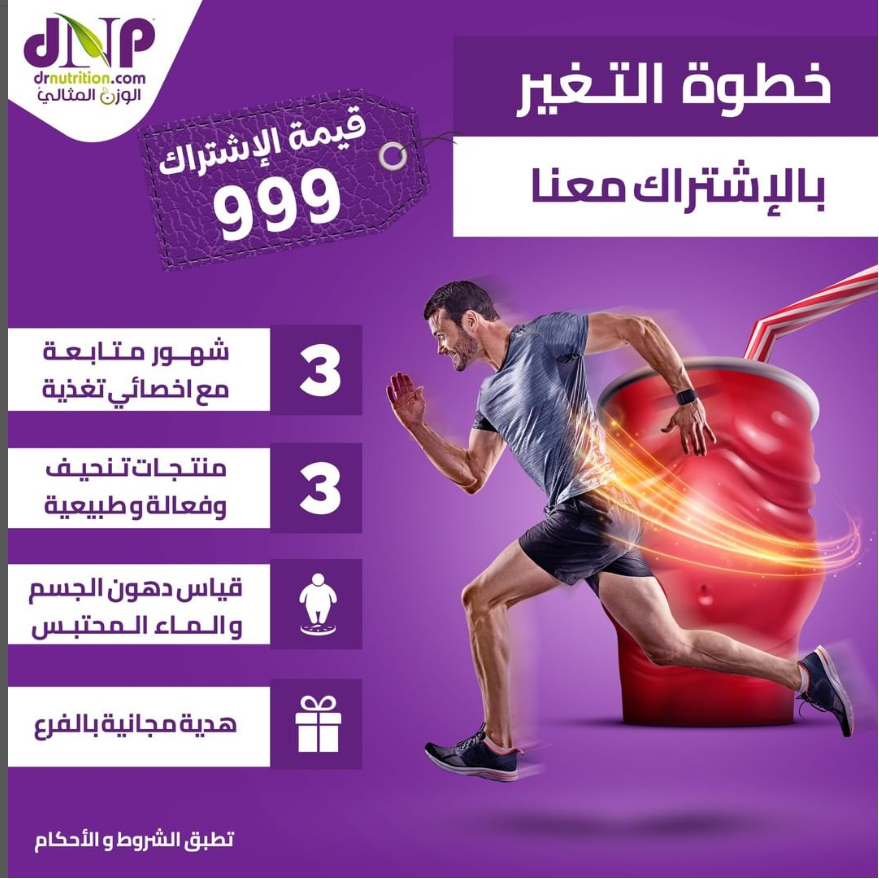 dNP
drnutrition.com
الوزن المثالي
خطوة التغير
بالإشتراك معنا
قيمة الإشتراك
999
3
شهور متابعة
مع اخصائي تغذية
3
منتجات تنحيف
وفعالة و طبيعية
قياس دهون الجسم
والماء المحتبس
هدية مجانية بالفرع
تطبق الشروط و الأحكام